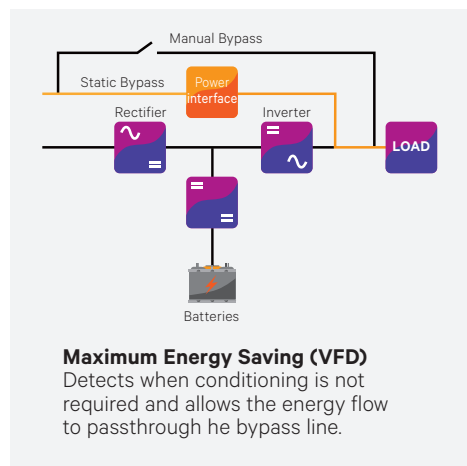 Manual Bypass
Static Bypass
Power
interface
Rectifier
Inverter
LOAD
Batteries
Maximum Energy Saving (VFD)
Detects when conditioning is not
required and allows the energy flow
to passthrough he bypass line.